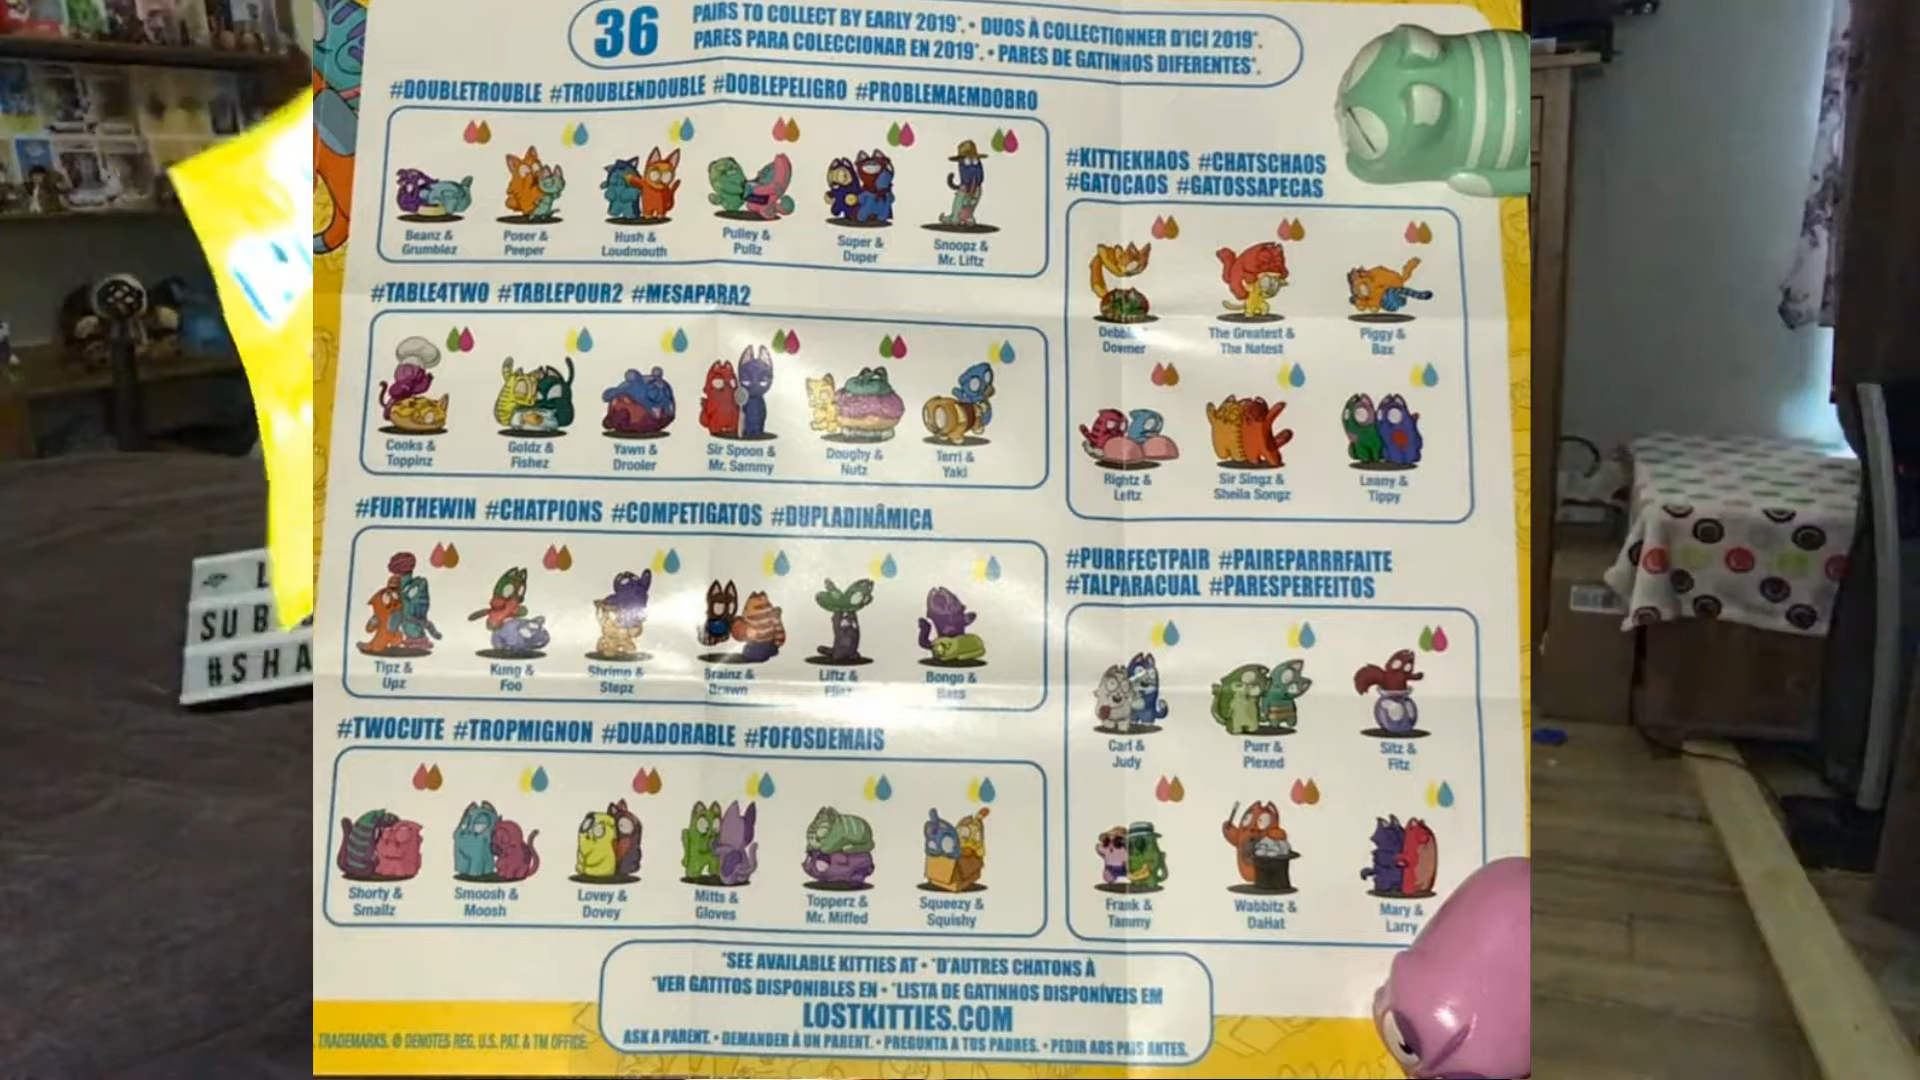 36
PAIRS TO COLLECT BY EARLY 2019*. • DUOS À COLLECTIONNER D'ICI 2019*.
PARES PARA COLECCIONAR EN 2019*. • PARES DE GATINHOS DIFERENTES*.
#DOUBLETROUBLE #TROUBLENDOUBLE #DOBLEPELIGRO #PROBLEMAEMDOBRO
Beanz &
Grumblez
Poser &
Peeper
Hush &
Loudmouth
Pulley &
Pullz
Super &
Duper
Snoopz &
Mr. Liftz
#TABLE4TWO #TABLEPOUR2 #MESAPARA2
Cooks &
Toppinz
Goldz &
Fishez
Yawn &
Drooler
Sir Spoon &
Mr. Sammy
Doughy &
Nutz
Terri &
Yaki
#FURTHEWIN #CHATPIONS #COMPETIGATOS #DUPLADINÂMICA
Tipz &
Upz
Kung &
Foo
Shrimp &
Stepz
Brainz &
Brawn
Liftz &
Bongo &
#TWOCUTE #TROPMIGNON #DUADORABLE #FOFOSDEMAIS
Shorty &
Smallz
Smoosh &
Moosh
Lovey &
Dovey
Mitts &
Gloves
Topperz &
Mr. Miffed
Squeezy &
Squishy
#KITTIEKHAOS #CHATSCHAOS
#GATOCAOS #GATOSSAPECAS
Downer
The Greatest &
The Natest
Piggy &
Bax
Rightz &
Leftz
Sir Singz &
Sheila Songz
Leany &
Tippy
#PURRFECTPAIR #PAIREPARRRFAITE
#TALPARACUAL #PARESPERFEITOS
Carl &
Judy
Purr &
Plexed
Sitz &
Fitz
Frank &
Tammy
Wabbitz &
DaHat
Mary &
Larry
*SEE AVAILABLE KITTIES AT • *D'AUTRES CHATONS À
*VER GATITOS DISPONIBLES EN • *LISTA DE GATINHOS DISPONÍVEIS EM
LOSTKITTIES.COM
ASK A PARENT. • DEMANDER À UN PARENT. • PREGUNTA A TUS PADRES. • PEDIR AOS PAIS ANTES.
TRADEMARKS. ® DENOTES REG. U.S. PAT. & TM OFFICE.
L
SUB
#SHA